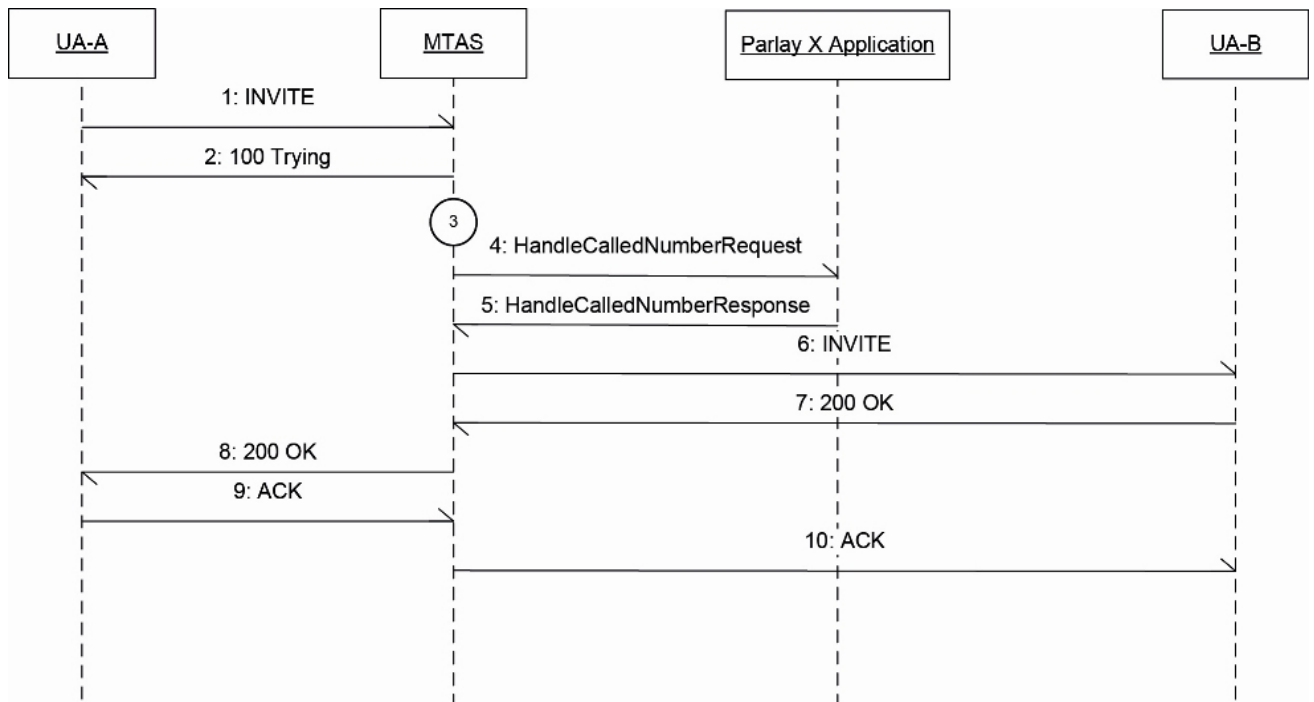 UA-A
MTAS
Parlay X Application
UA-B
1: INVITE
2: 100 Trying
3
4: HandleCalledNumberRequest
5: HandleCalledNumberResponse
6: INVITE
7: 200 OK
8: 200 OK
9: ACK
10: ACK